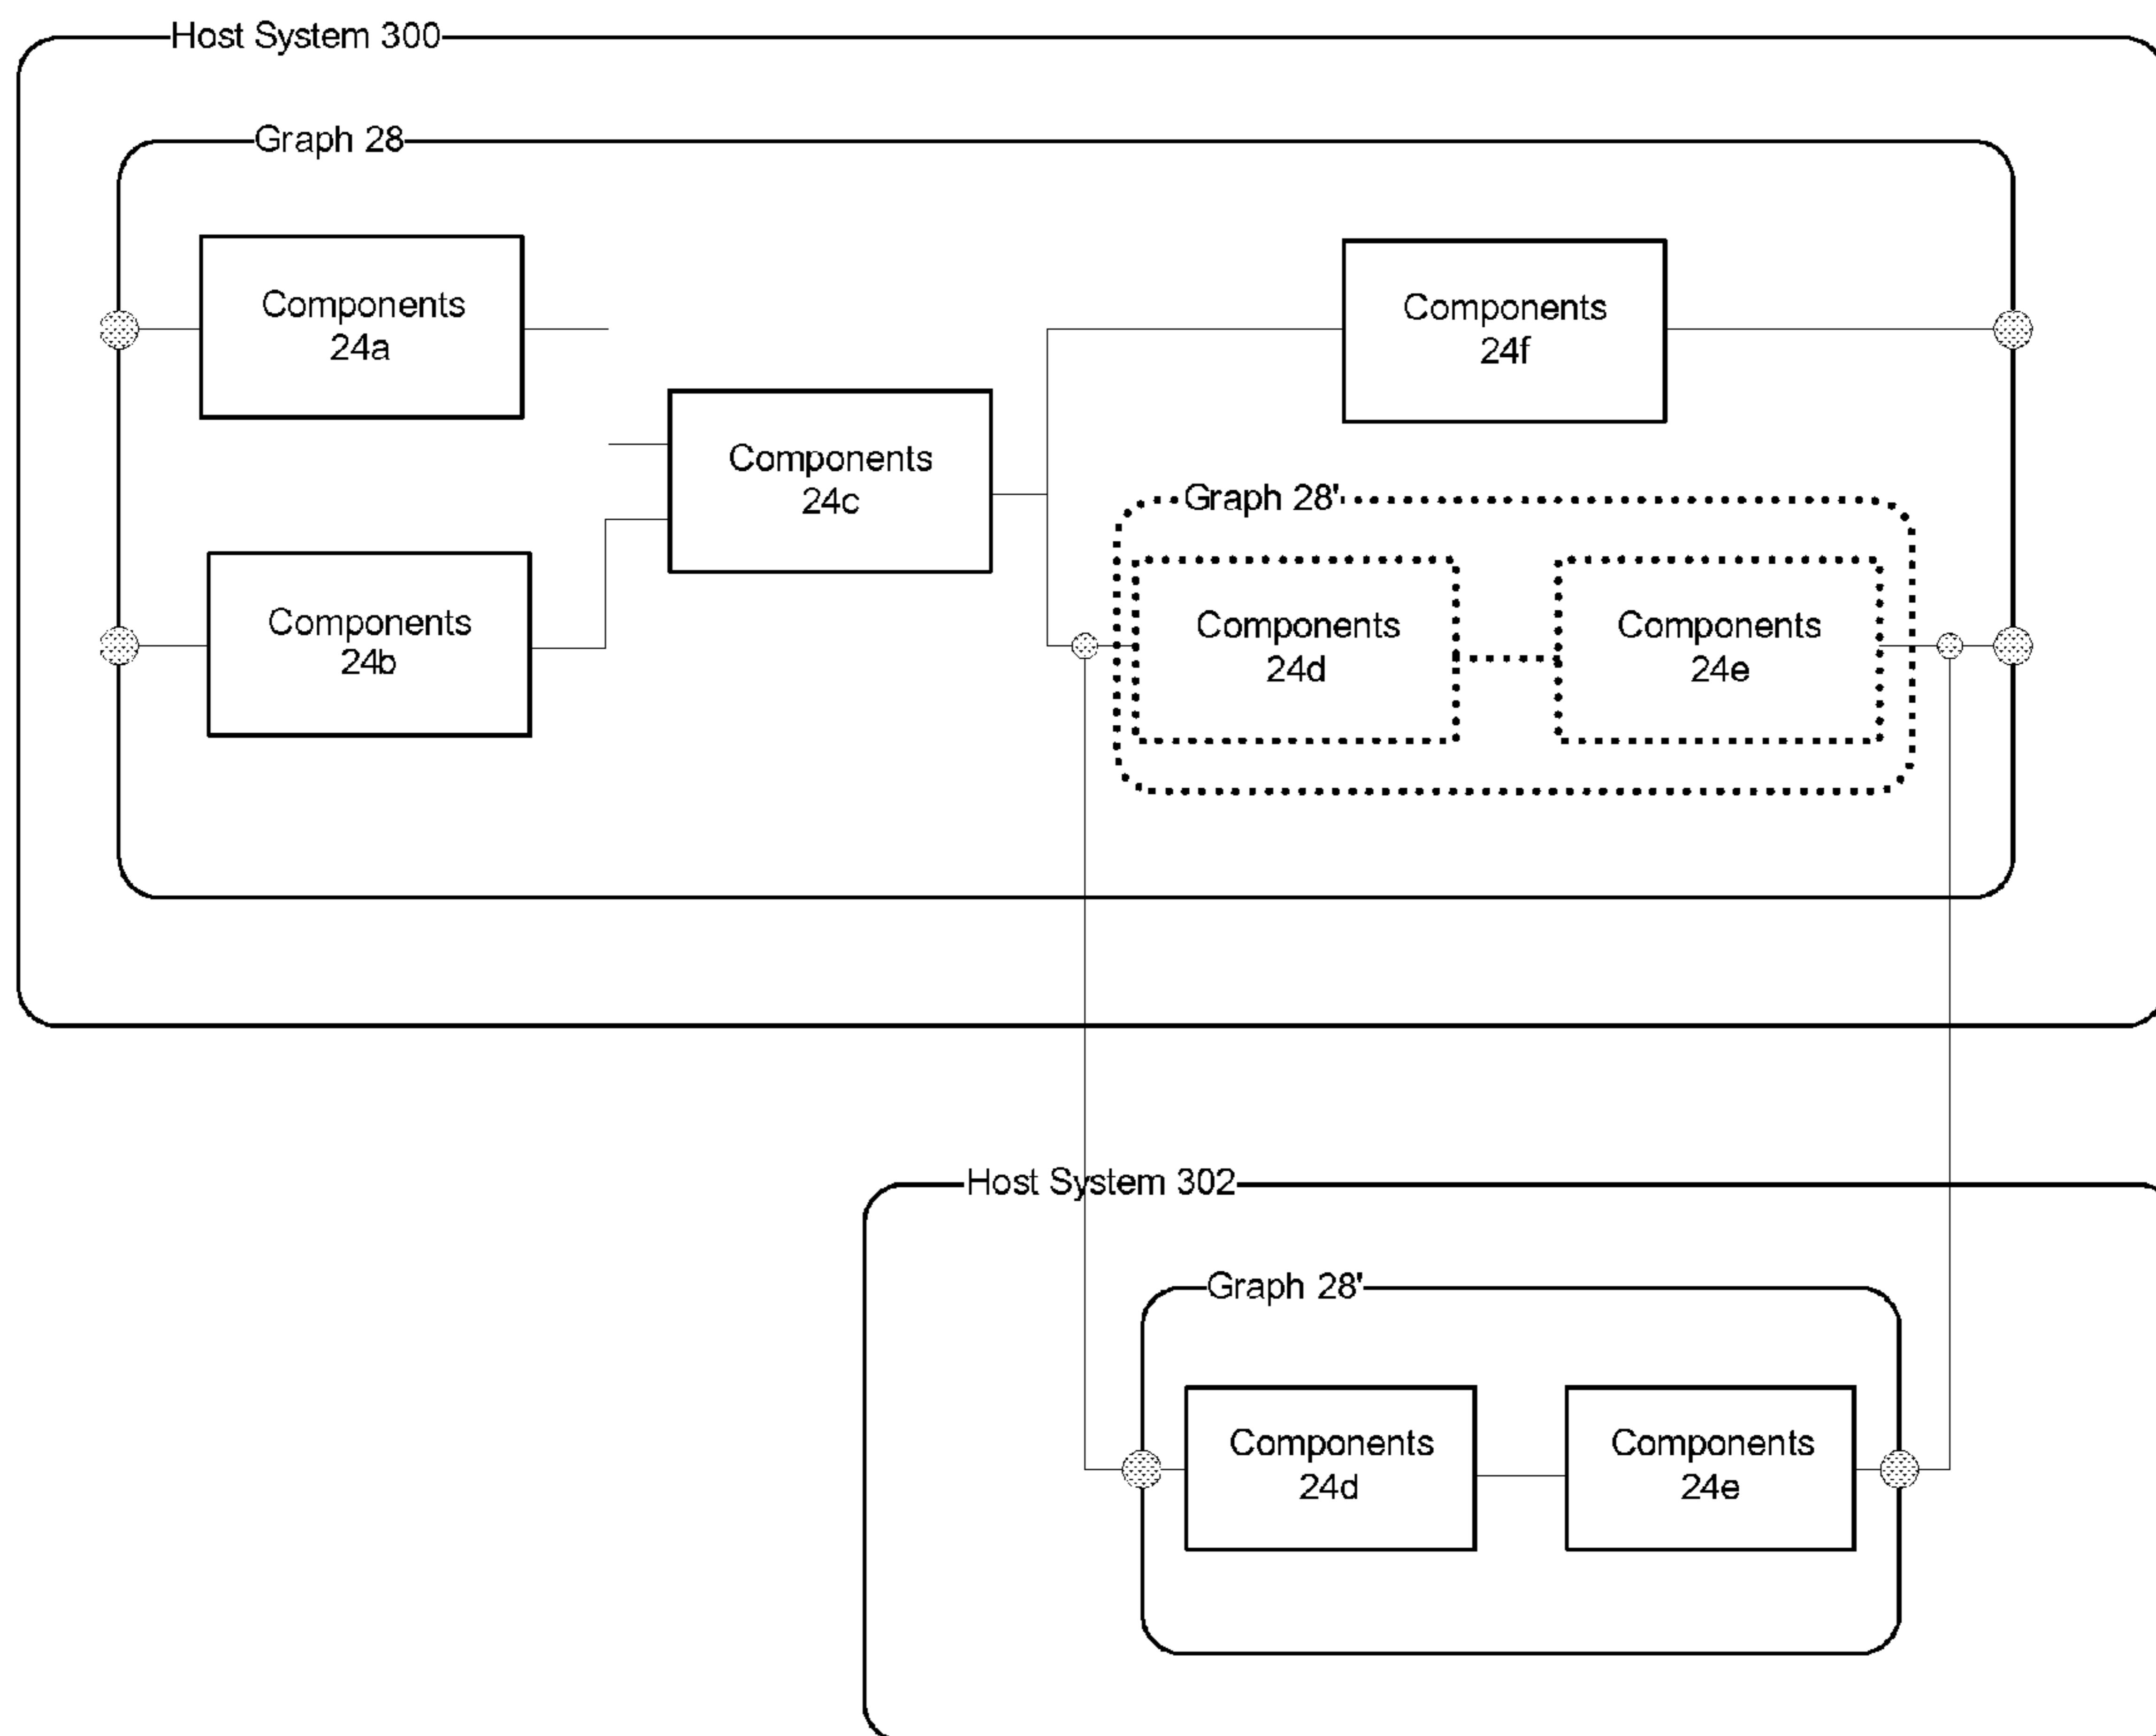 Host System 300
Graph 28
Components
24a
Components
24f
Components
24c
Graph 28'
Components
24b
Components
24d
Components
24e
Host System 302
Graph 28'
Components
24d
Components
24e